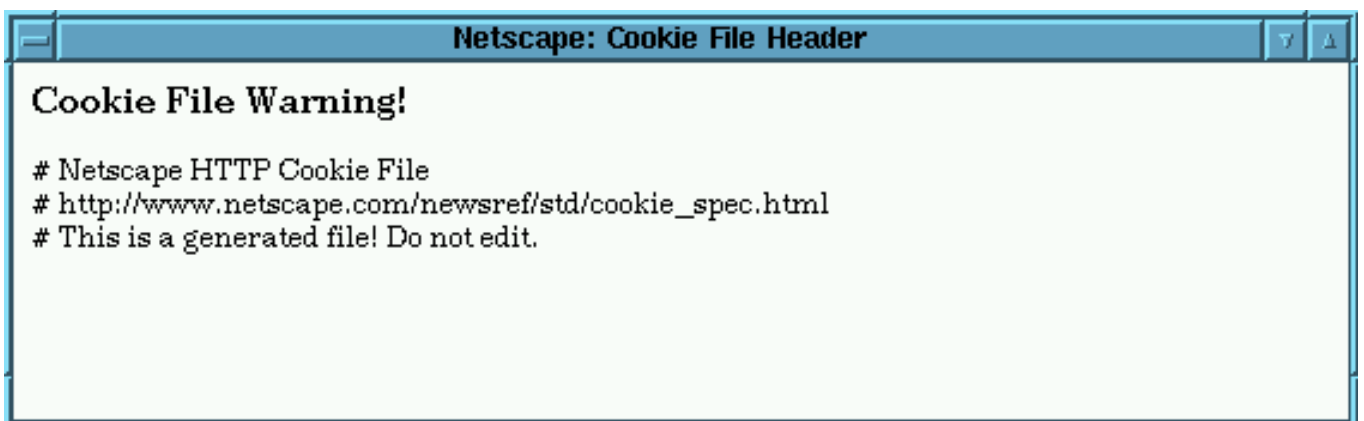 Netscape: Cookie File Header
Cookie File Warning!
# Netscape HTTP Cookie File
# http://www.netscape.com/newsref/std/cookie_spec.html
# This is a generated file! Do not edit.